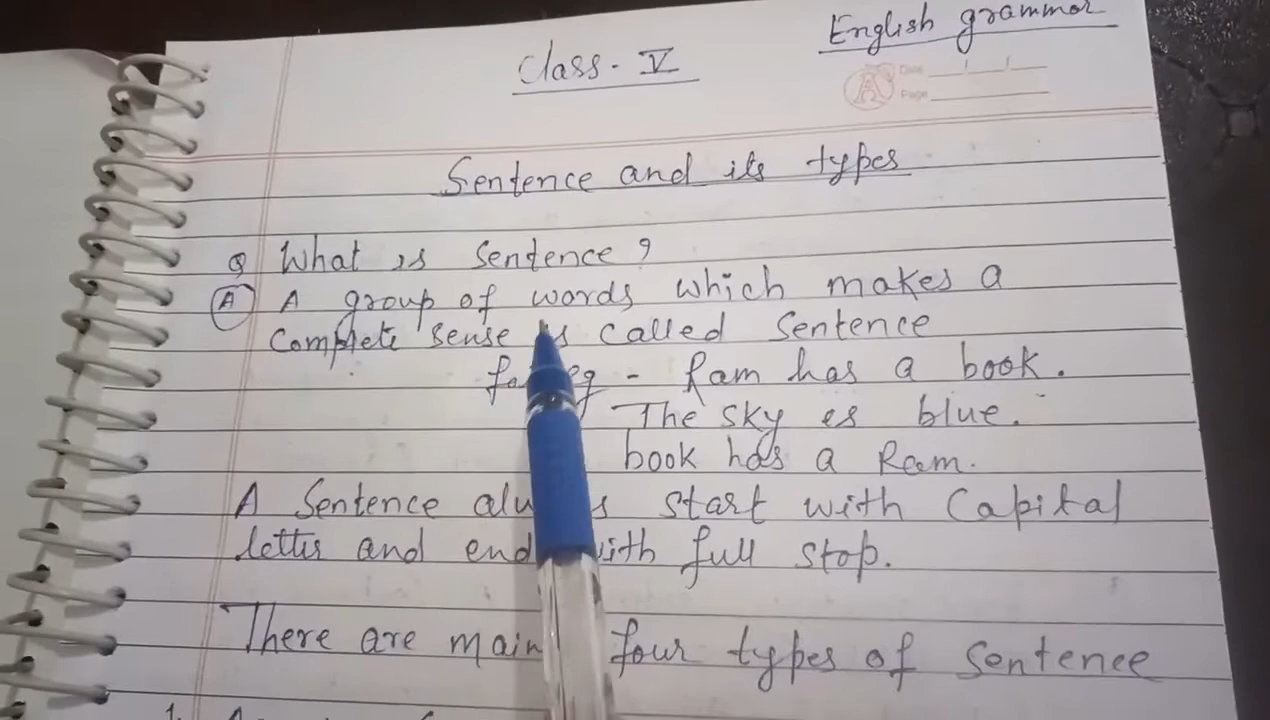 English grammar
Class - V
Date
Page
Sentence and its types
Q What is Sentence ?
A A group of words which makes a
Complete sense is called Sentence
eg - Ram has a book.
The sky is blue.
book has a Ram.
A Sentence start with Capital
letter and end with full stop.
There are main four types of Sentence
1.